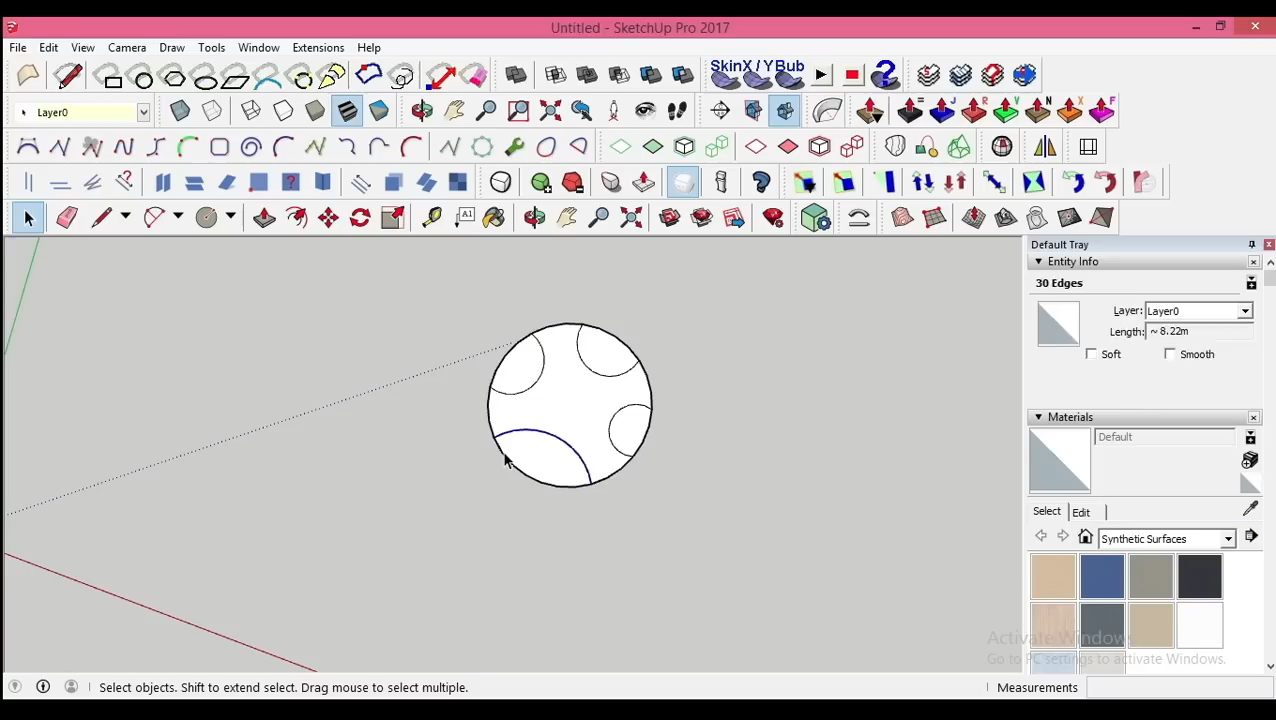 Untitled - SketchUp Pro 2017
File Edit View Camera Draw Tools Window Extensions Help
SkinX / YBub
Layer0
= J R V N X F
A1
Default Tray
Entity Info
30 Edges
Layer: Layer0
Length: ~ 8.22m
Soft Smooth
Materials
Default
Select Edit
Synthetic Surfaces
Activate Windows
Go to PC settings to activate Windows.
Select objects. Shift to extend select. Drag mouse to select multiple.
Measurements